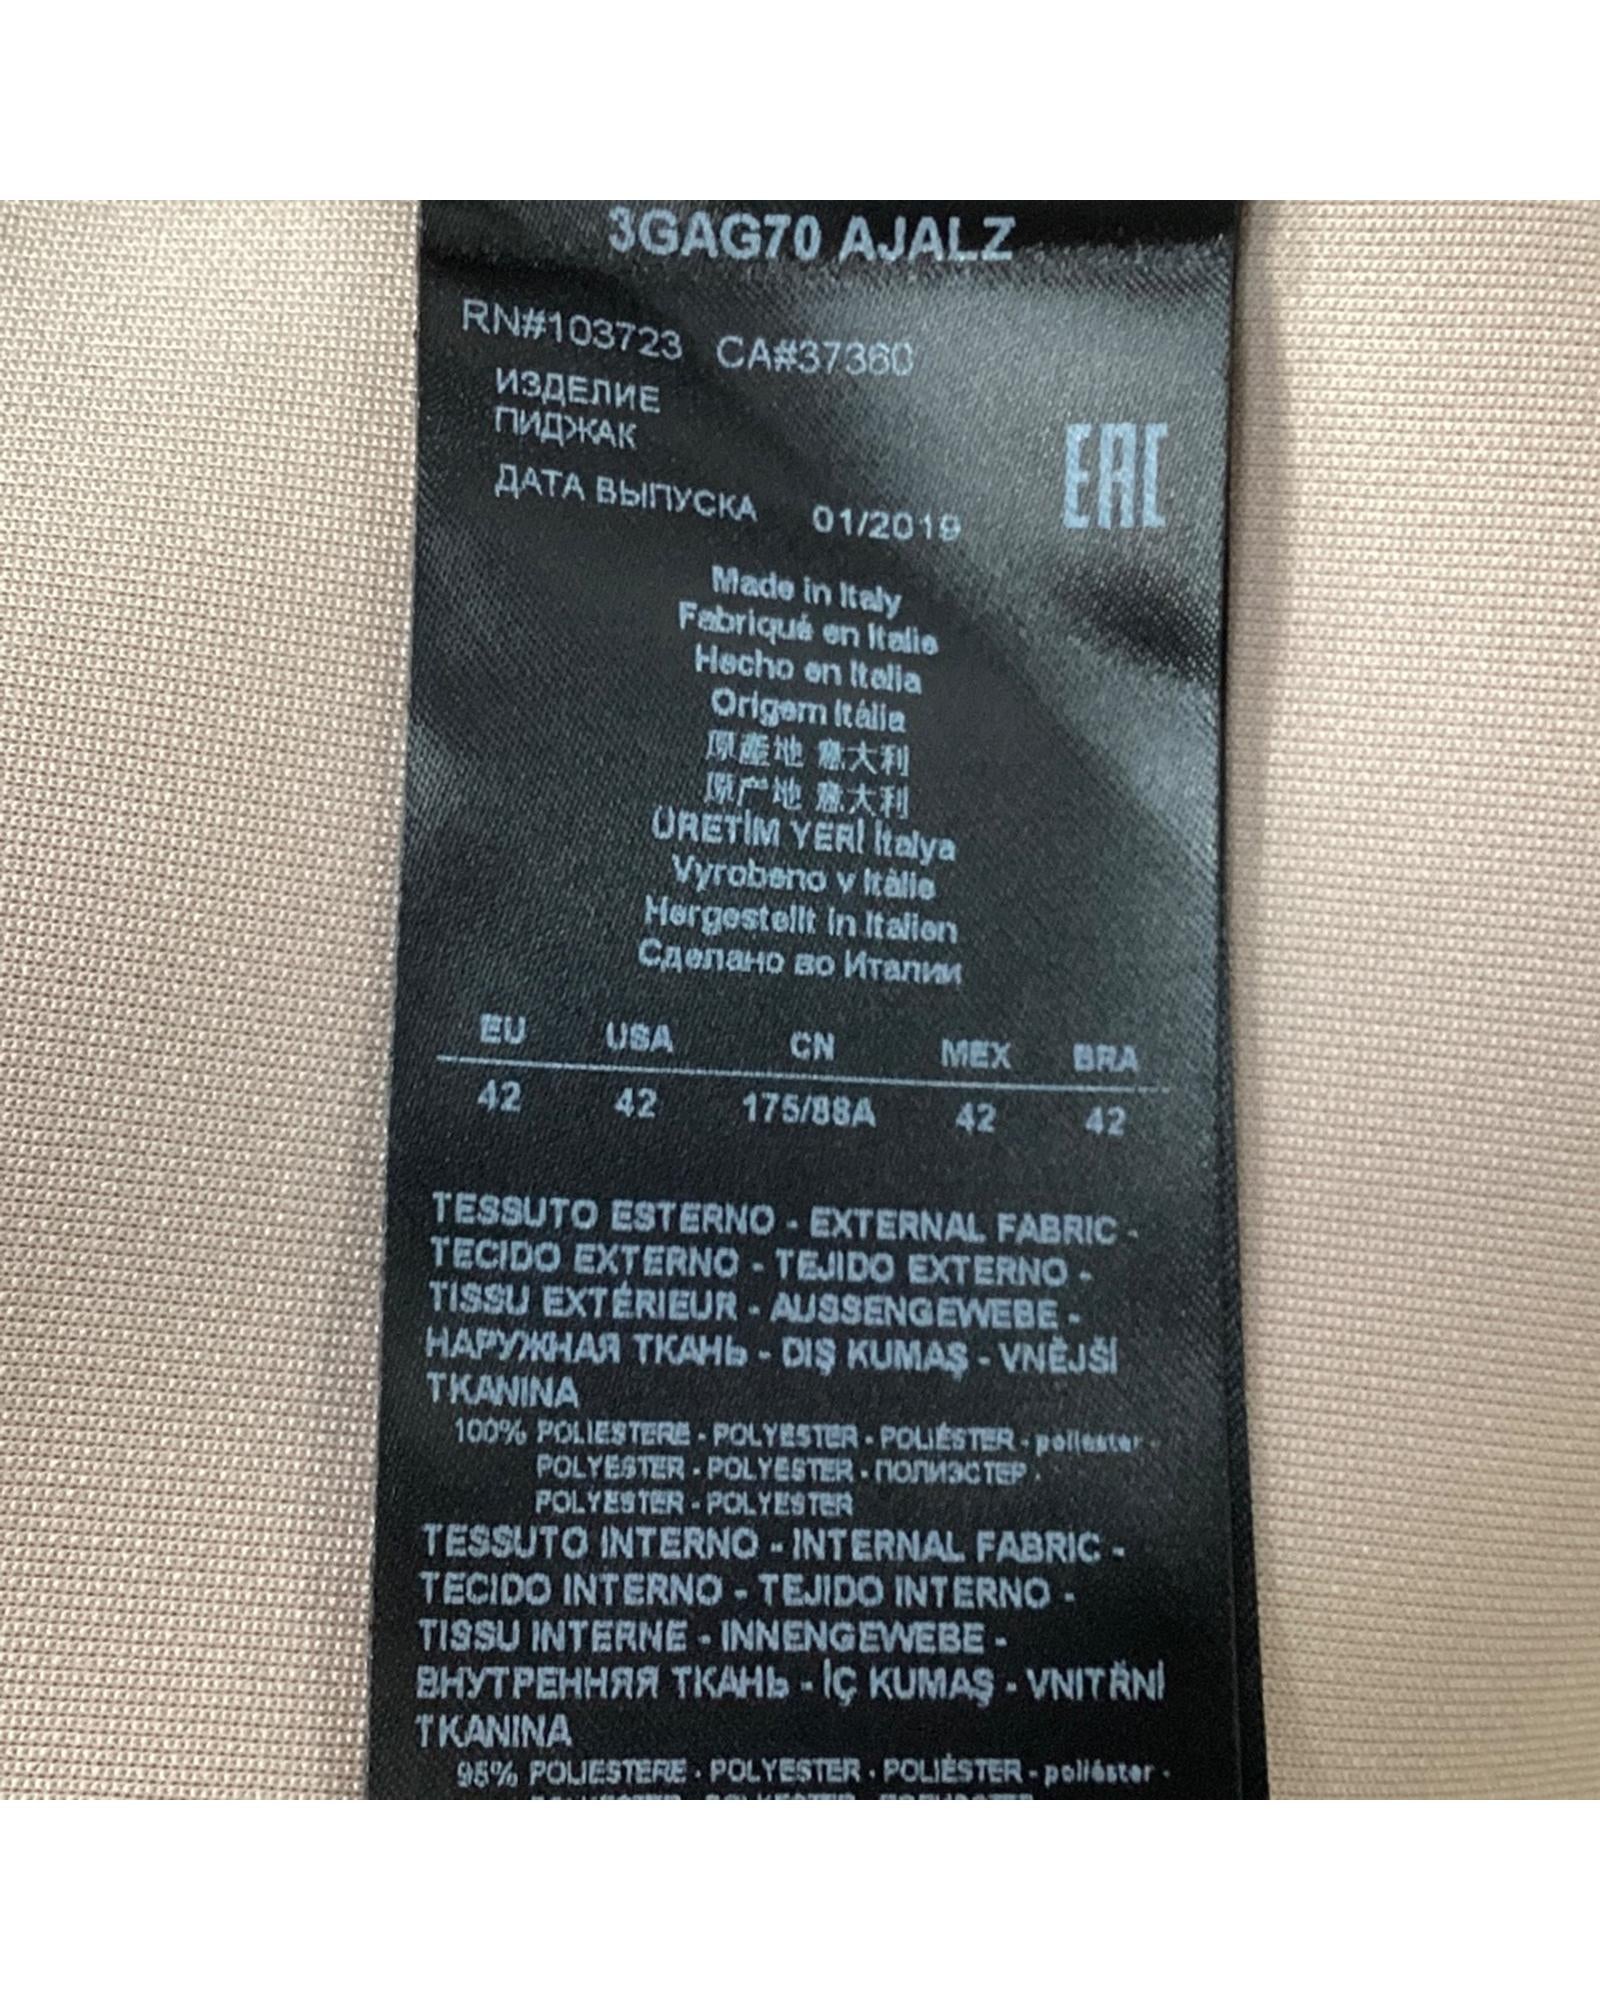 3GAG70 AJALZ
RN#103723 CA#37360
ИЗДЕЛИЕ
ПИДЖАК
ДАТА ВЫПУСКА 01/2019
EAC
Made in Italy
Fabriqué en Italie
Hecho en Italia
Origem Itália
原產地 意大利
原产地 意大利
ÜRETİM YERİ İtalya
Vyrobeno v Itálie
Hergestellt in Italien
Сделано во Италии
EU USA CN MEX BRA
42 42 175/88A 42 42
TESSUTO ESTERNO - EXTERNAL FABRIC -
TECIDO EXTERNO - TEJIDO EXTERNO -
TISSU EXTÉRIEUR - AUSSENGEWEBE -
НАРУЖНАЯ ТКАНЬ - DIŞ KUMAŞ - VNĚJŠÍ
TKANINA
100% POLIESTERE - POLYESTER - POLIÉSTER - poliéster -
POLYESTER - POLYESTER - ПОЛИЭСТЕР -
POLYESTER - POLYESTER
TESSUTO INTERNO - INTERNAL FABRIC -
TECIDO INTERNO - TEJIDO INTERNO -
TISSU INTERNE - INNENGEWEBE -
ВНУТРЕННЯЯ ТКАНЬ - İÇ KUMAŞ - VNITŘNÍ
TKANINA
95% POLIESTERE - POLYESTER - POLIÉSTER - poliéster -